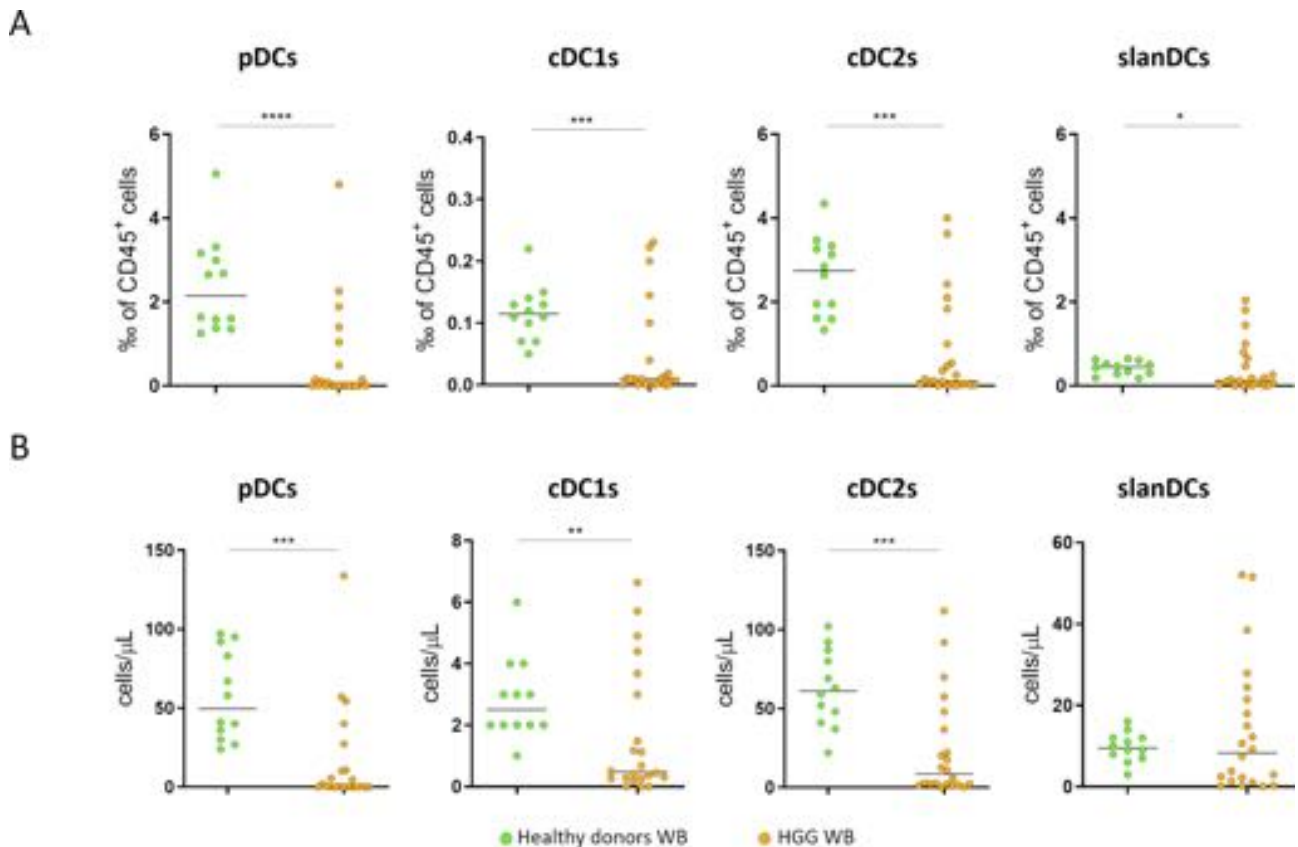 A
pDCs cDC1s cDC2s slanDCs
**** *** *** *
6 0.4 6 6
0.3
4 4 4
0.2
2 2 2
0.1
0 0.0 0 0
‰ of CD45+ cells ‰ of CD45+ cells ‰ of CD45+ cells ‰ of CD45+ cells
B
pDCs cDC1s cDC2s slanDCs
*** ** ***
150 8 150 60
6
100 100 40
4
50 50 20
2
0 0 0 0
cells/μL cells/μL cells/μL cells/μL
Healthy donors WB HGG WB